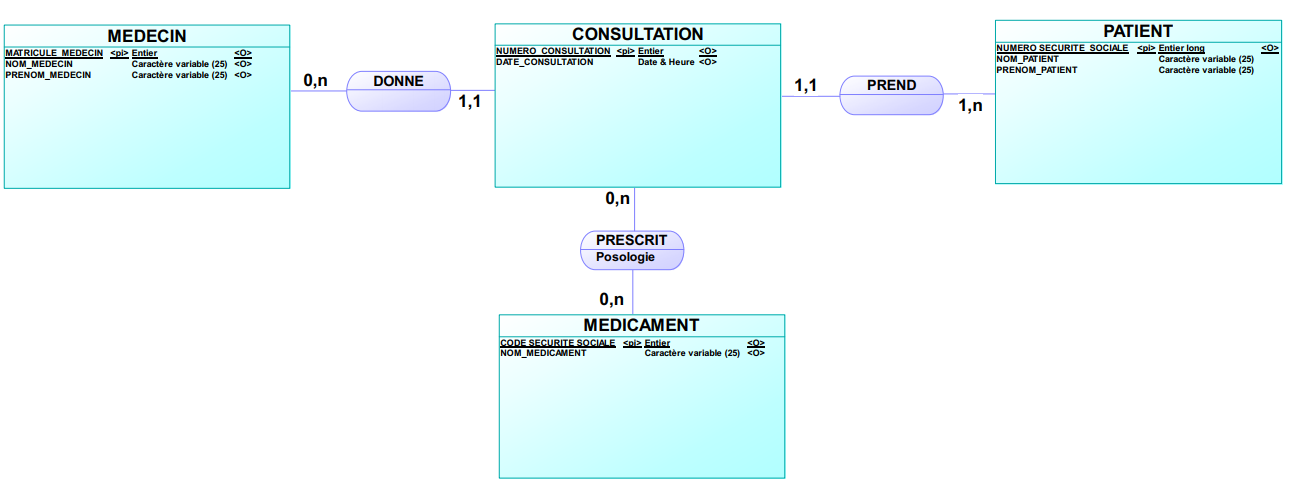 MEDECIN
MATRICULE_MEDECIN <pi> Entier <O>
NOM_MEDECIN Caractère variable (25) <O>
PRENOM_MEDECIN Caractère variable (25) <O>
0,n
DONNE
1,1
CONSULTATION
NUMERO_CONSULTATION <pi> Entier <O>
DATE_CONSULTATION Date & Heure <O>
1,1
PREND
1,n
PATIENT
NUMERO SECURITE_SOCIALE <pi> Entier long <O>
NOM_PATIENT Caractère variable (25)
PRENOM_PATIENT Caractère variable (25)
0,n
PRESCRIT
Posologie
0,n
MEDICAMENT
CODE SECURITE SOCIALE <pi> Entier <O>
NOM_MEDICAMENT Caractère variable (25) <O>